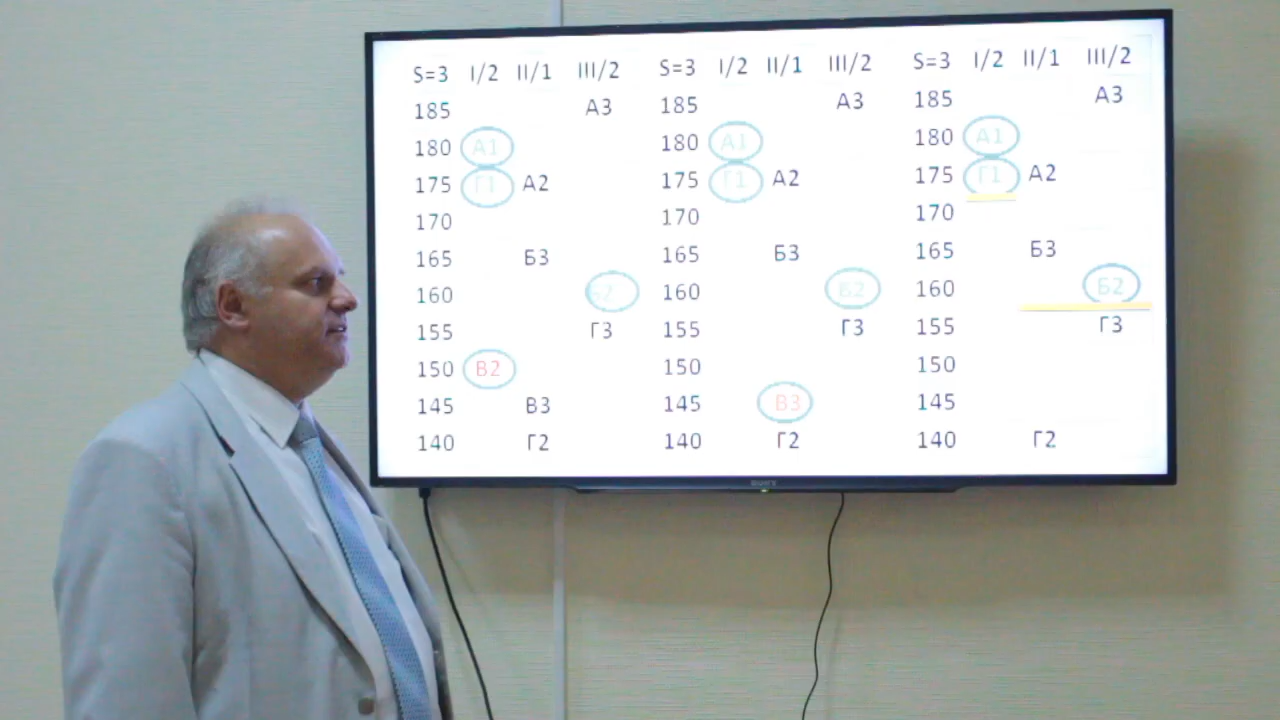 S=3 I/2 II/1 III/2 S=3 I/2 II/1 III/2 S=3 I/2 II/1 III/2
185 А3 185 А3 185 А3
180 А1 180 А1 180 А1
175 Г1 А2 175 Г1 А2 175 Г1 А2
170 170 170
165 Б3 165 Б3 165 Б3
160 Б2 160 Б2 160 Б2
155 Г3 155 Г3 155 Г3
150 В2 150 150
145 В3 145 В3 145
140 Г2 140 Г2 140 Г2
SONY